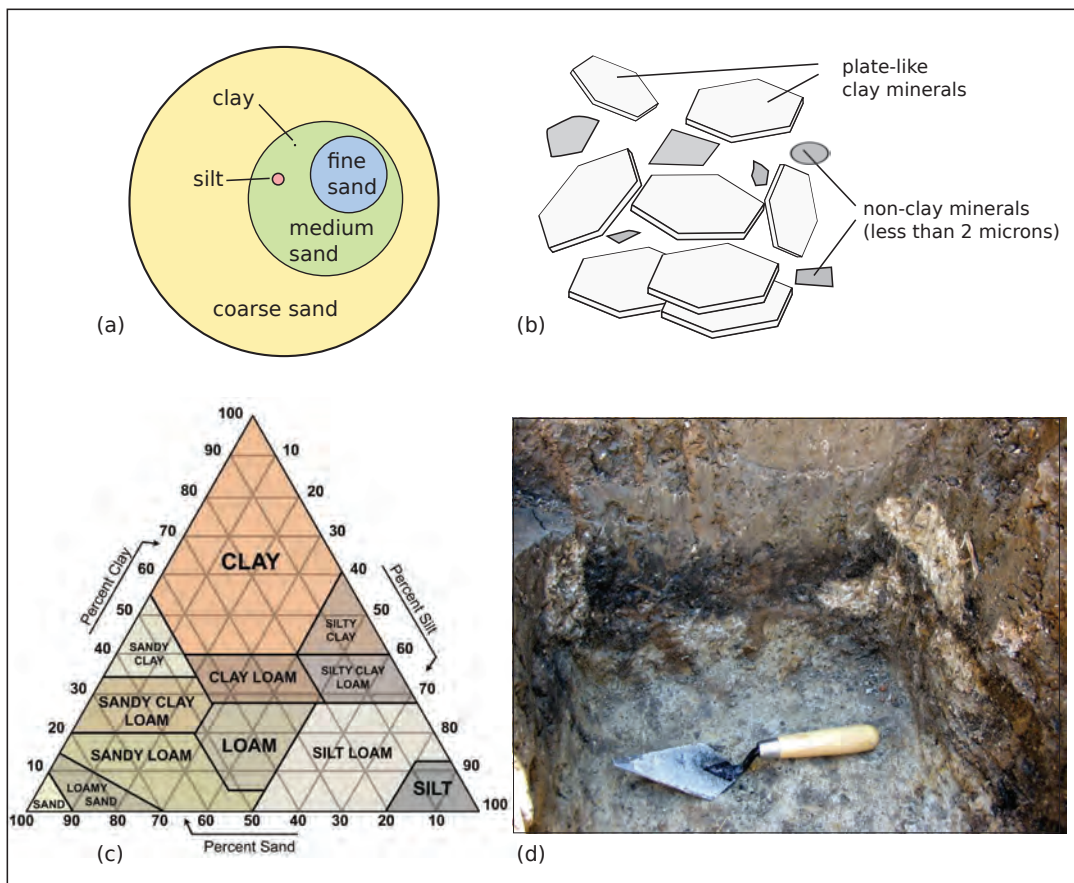 clay
silt
fine
sand
medium
sand
coarse sand
(a)
plate-like
clay minerals
non-clay minerals
(less than 2 microns)
(b)
100
90
80
70
60
50
40
30
20
10
10
20
30
40
50
60
70
80
90
100
Percent Clay
Percent Silt
CLAY
SILTY
CLAY
SANDY
CLAY
CLAY LOAM
SILTY CLAY
LOAM
SANDY CLAY
LOAM
LOAM
SILT LOAM
SANDY LOAM
LOAMY
SAND
SAND
SILT
100
90
80
70
60
50
40
30
20
10
Percent Sand
(c)
(d)